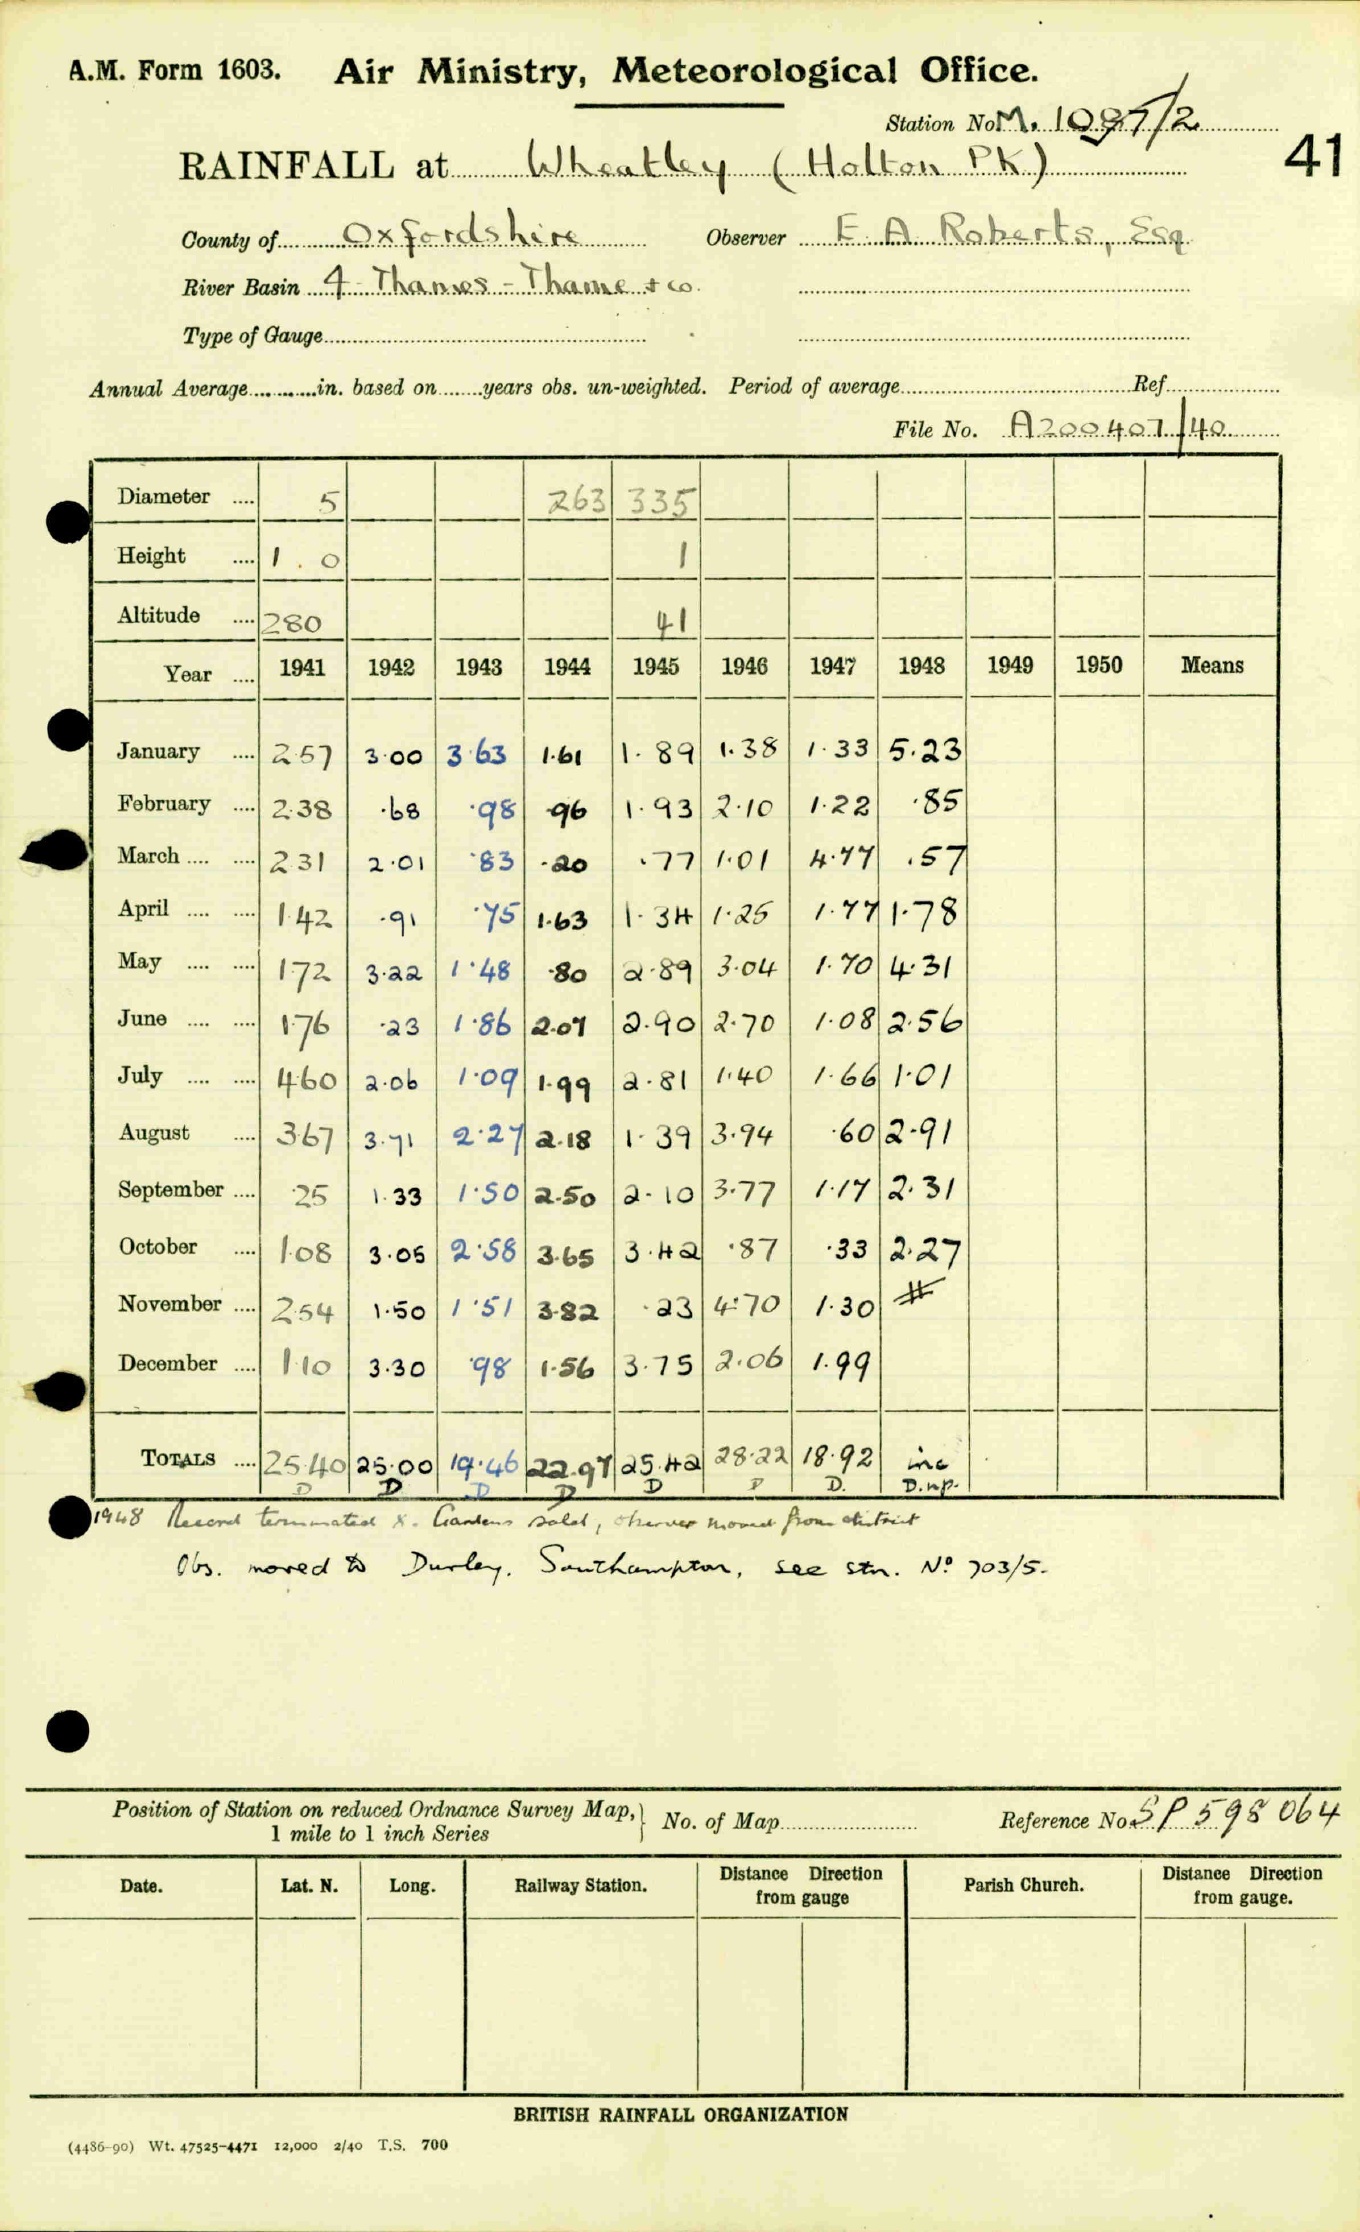 A.M. Form 1603. Air Ministry, Meteorological Office.
Station No. M. 1097/2
41
RAINFALL at Wheatley (Holton PK)
County of Oxfordshire Observer E. A. Roberts, Esq
River Basin 4 Thames - Thame & co.
Type of Gauge
Annual Average in. based on years obs. un-weighted. Period of average Ref
File No. A200407/40
Diameter .... 5 263 335
Height .... 1.0 1
Altitude .... 280 41
Year .... 1941 1942 1943 1944 1945 1946 1947 1948 1949 1950 Means
January .... 2.57 3.00 3.63 1.61 1.89 1.38 1.33 5.23
February .... 2.38 .68 .98 .96 1.93 2.10 1.22 .85
March .... .... 2.31 2.01 .83 .20 .77 1.01 4.77 .57
April .... .... 1.42 .91 .75 1.63 1.34 1.25 1.77 1.78
May .... .... 1.72 3.22 1.48 .80 2.89 3.04 1.70 4.31
June .... .... 1.76 .23 1.86 2.07 2.90 2.70 1.08 2.56
July .... .... 4.60 2.06 1.09 1.99 2.81 1.40 1.66 1.01
August .... 3.67 3.71 2.27 2.18 1.39 3.94 .60 2.91
September .... .25 1.33 1.50 2.50 2.10 3.77 1.17 2.31
October .... 1.08 3.05 2.58 3.65 3.42 .87 .33 2.27
November .... 2.54 1.50 1.51 3.82 .23 4.70 1.30 #
December .... 1.10 3.30 .98 1.56 3.75 2.06 1.99
TOTALS .... 25.40 25.00 19.46 22.97 25.42 28.22 18.92 inc
D D D D D D D. D.n.p.
1948 Record terminated x. Gardens sold, observer moved from district
Obs. moved to Durley, Southampton, see stn. No. 703/5.
Position of Station on reduced Ordnance Survey Map, 1 mile to 1 inch Series } No. of Map Reference No. SP 598 064
Date. Lat. N. Long. Railway Station. Distance Direction from gauge Parish Church. Distance Direction from gauge.
BRITISH RAINFALL ORGANIZATION
(4486-90) Wt. 47525-4471 12,000 2/40 T.S. 700